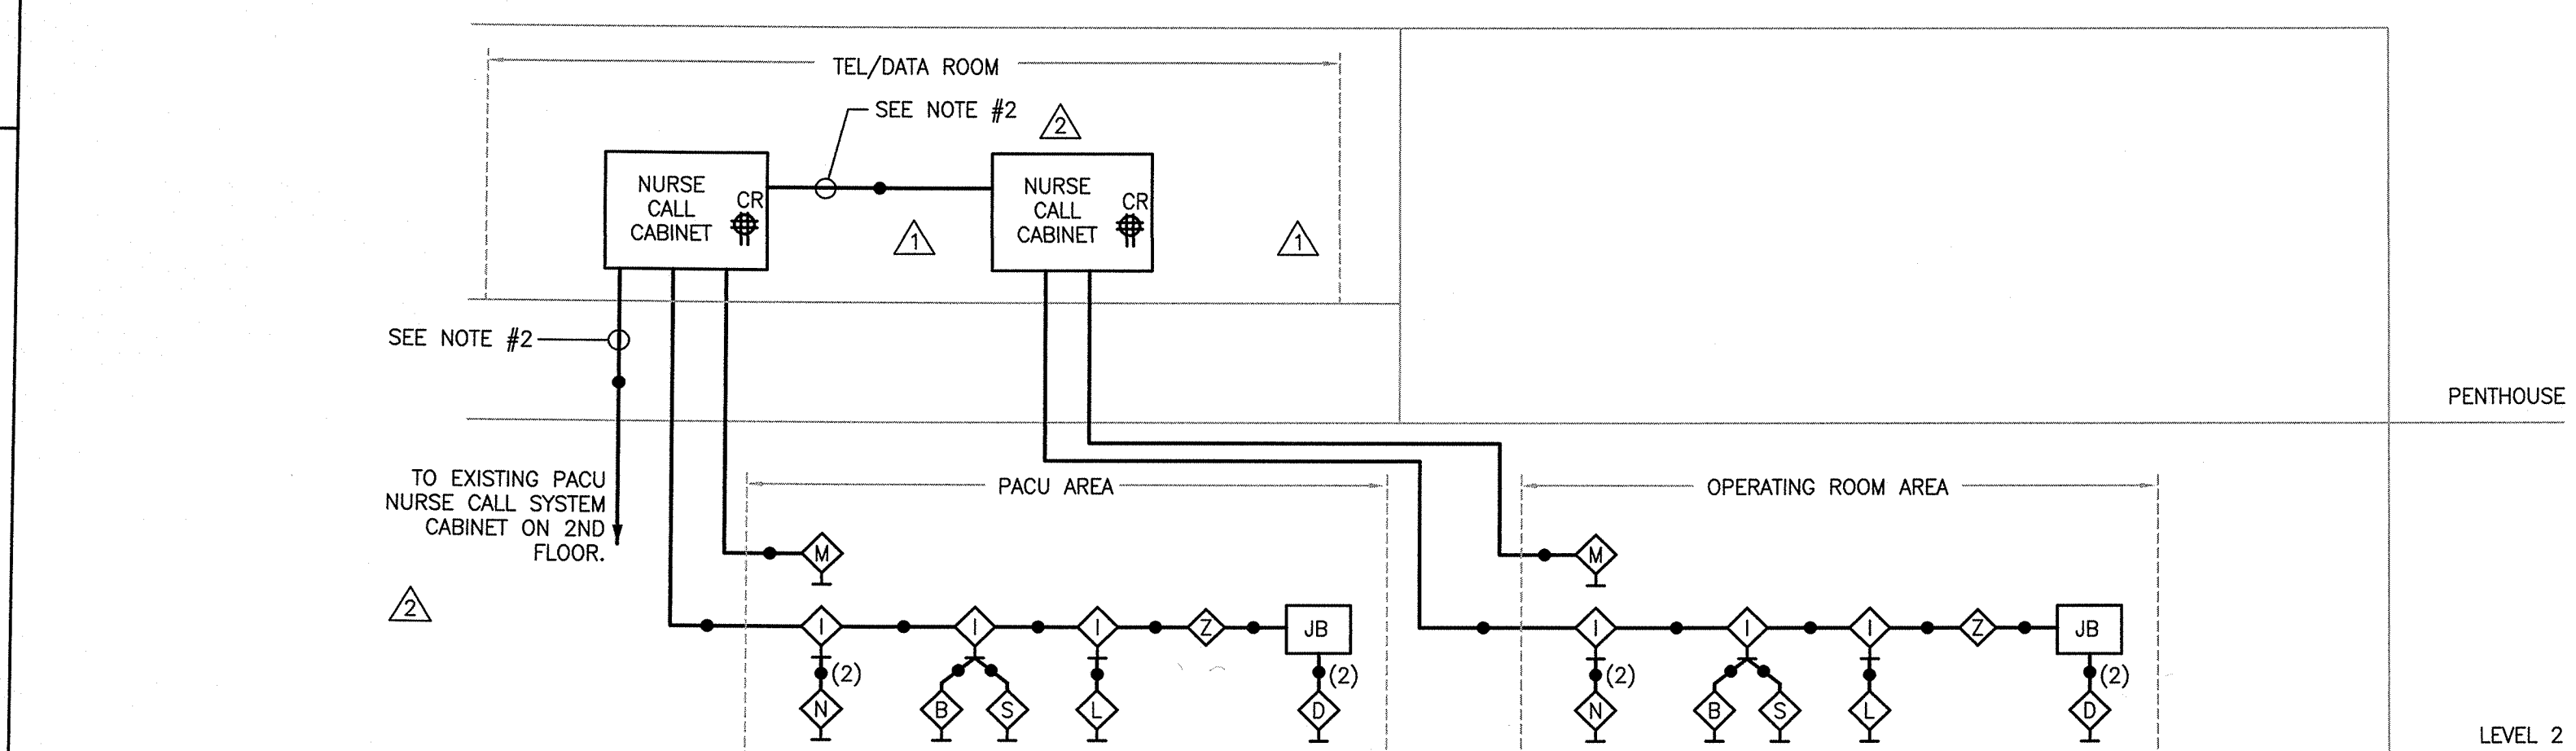 TEL/DATA ROOM
SEE NOTE #2
2
NURSE
CALL
CABINET
CR
NURSE
CALL
CABINET
CR
1
1
SEE NOTE #2
PENTHOUSE
TO EXISTING PACU
NURSE CALL SYSTEM
CABINET ON 2ND
FLOOR.
2
PACU AREA
OPERATING ROOM AREA
M
M
I
I
I
Z
JB
I
I
I
Z
JB
(2)
(2)
(2)
(2)
N
B
S
L
D
N
B
S
L
D
LEVEL 2